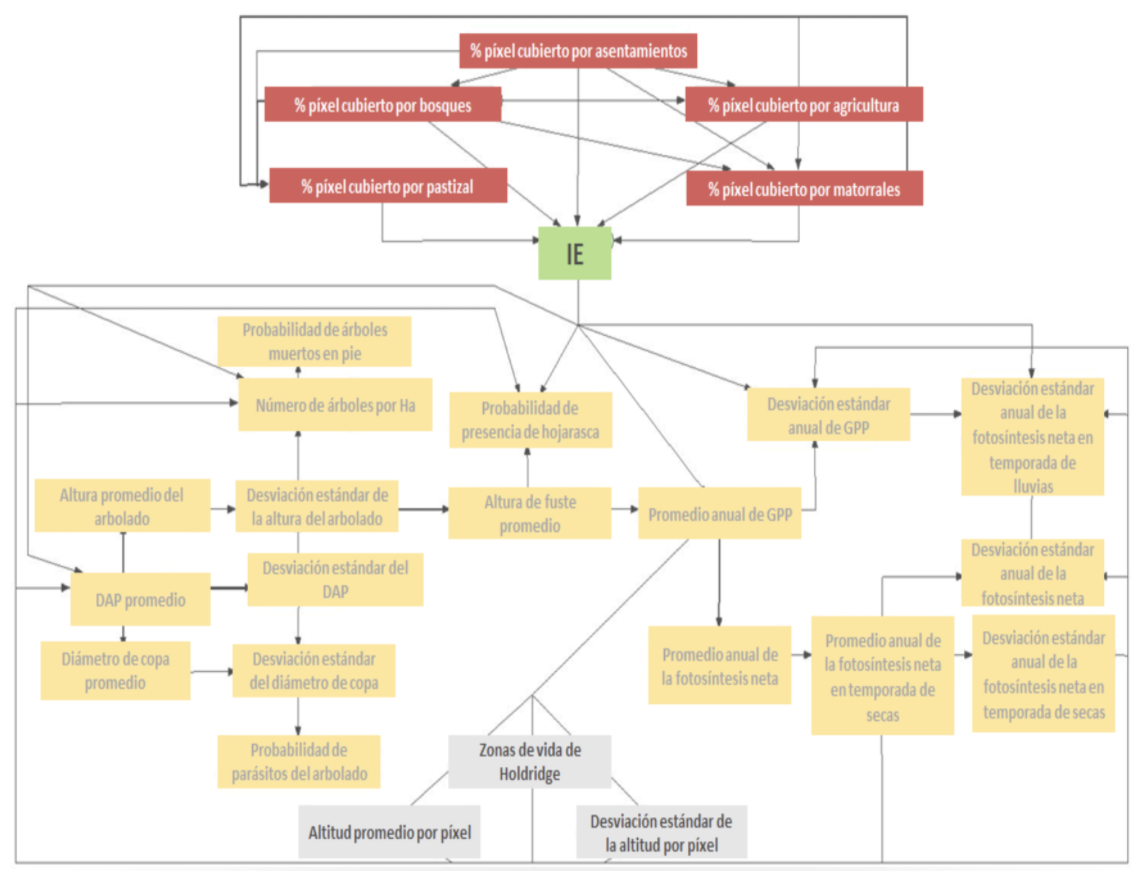 % píxel cubierto por asentamientos
% píxel cubierto por bosques
% píxel cubierto por agricultura
% píxel cubierto por pastizal
% píxel cubierto por matorrales
IE
Probabilidad de árboles
muertos en pie
Número de árboles por Ha
Probabilidad de
presencia de hojarasca
Desviación estándar
anual de GPP
Desviación estándar
anual de la
fotosíntesis neta en
temporada de
lluvias
Altura promedio del
arbolado
Desviación estándar de
la altura del arbolado
Altura de fuste
promedio
Promedio anual de GPP
Desviación estándar
anual de la
fotosíntesis neta
DAP promedio
Desviación estándar del
DAP
Diámetro de copa
promedio
Desviación estándar
del diámetro de copa
Promedio anual de
la fotosíntesis neta
Promedio anual de
la fotosíntesis neta
en temporada de
secas
Desviación estándar
anual de la
fotosíntesis neta en
temporada de secas
Probabilidad de
parásitos del arbolado
Zonas de vida de
Holdridge
Altitud promedio por píxel
Desviación estándar de
la altitud por píxel